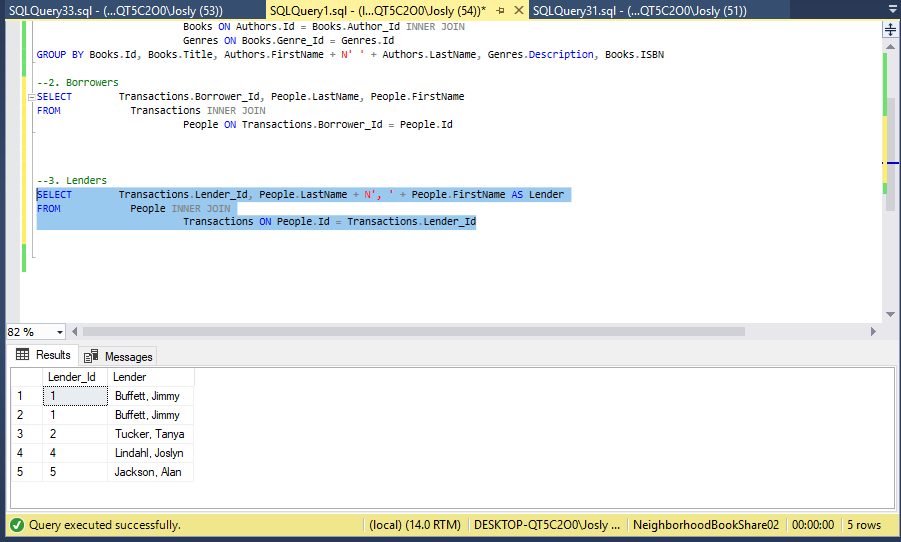 SQLQuery33.sql - (...QT5C2O0\Josly (53)) SQLQuery1.sql - (l...QT5C2O0\Josly (54))* SQLQuery31.sql - (...QT5C2O0\Josly (51))
Books ON Authors.Id = Books.Author_Id INNER JOIN
Genres ON Books.Genre_Id = Genres.Id
GROUP BY Books.Id, Books.Title, Authors.FirstName + N' ' + Authors.LastName, Genres.Description, Books.ISBN
--2. Borrowers
SELECT Transactions.Borrower_Id, People.LastName, People.FirstName
FROM Transactions INNER JOIN
People ON Transactions.Borrower_Id = People.Id
--3. Lenders
SELECT Transactions.Lender_Id, People.LastName + N', ' + People.FirstName AS Lender
FROM People INNER JOIN
Transactions ON People.Id = Transactions.Lender_Id
82 %
Results Messages
Lender_Id Lender
1 1 Buffett, Jimmy
2 1 Buffett, Jimmy
3 2 Tucker, Tanya
4 4 Lindahl, Joslyn
5 5 Jackson, Alan
Query executed successfully. (local) (14.0 RTM) DESKTOP-QT5C2O0\Josly ... NeighborhoodBookShare02 00:00:00 5 rows